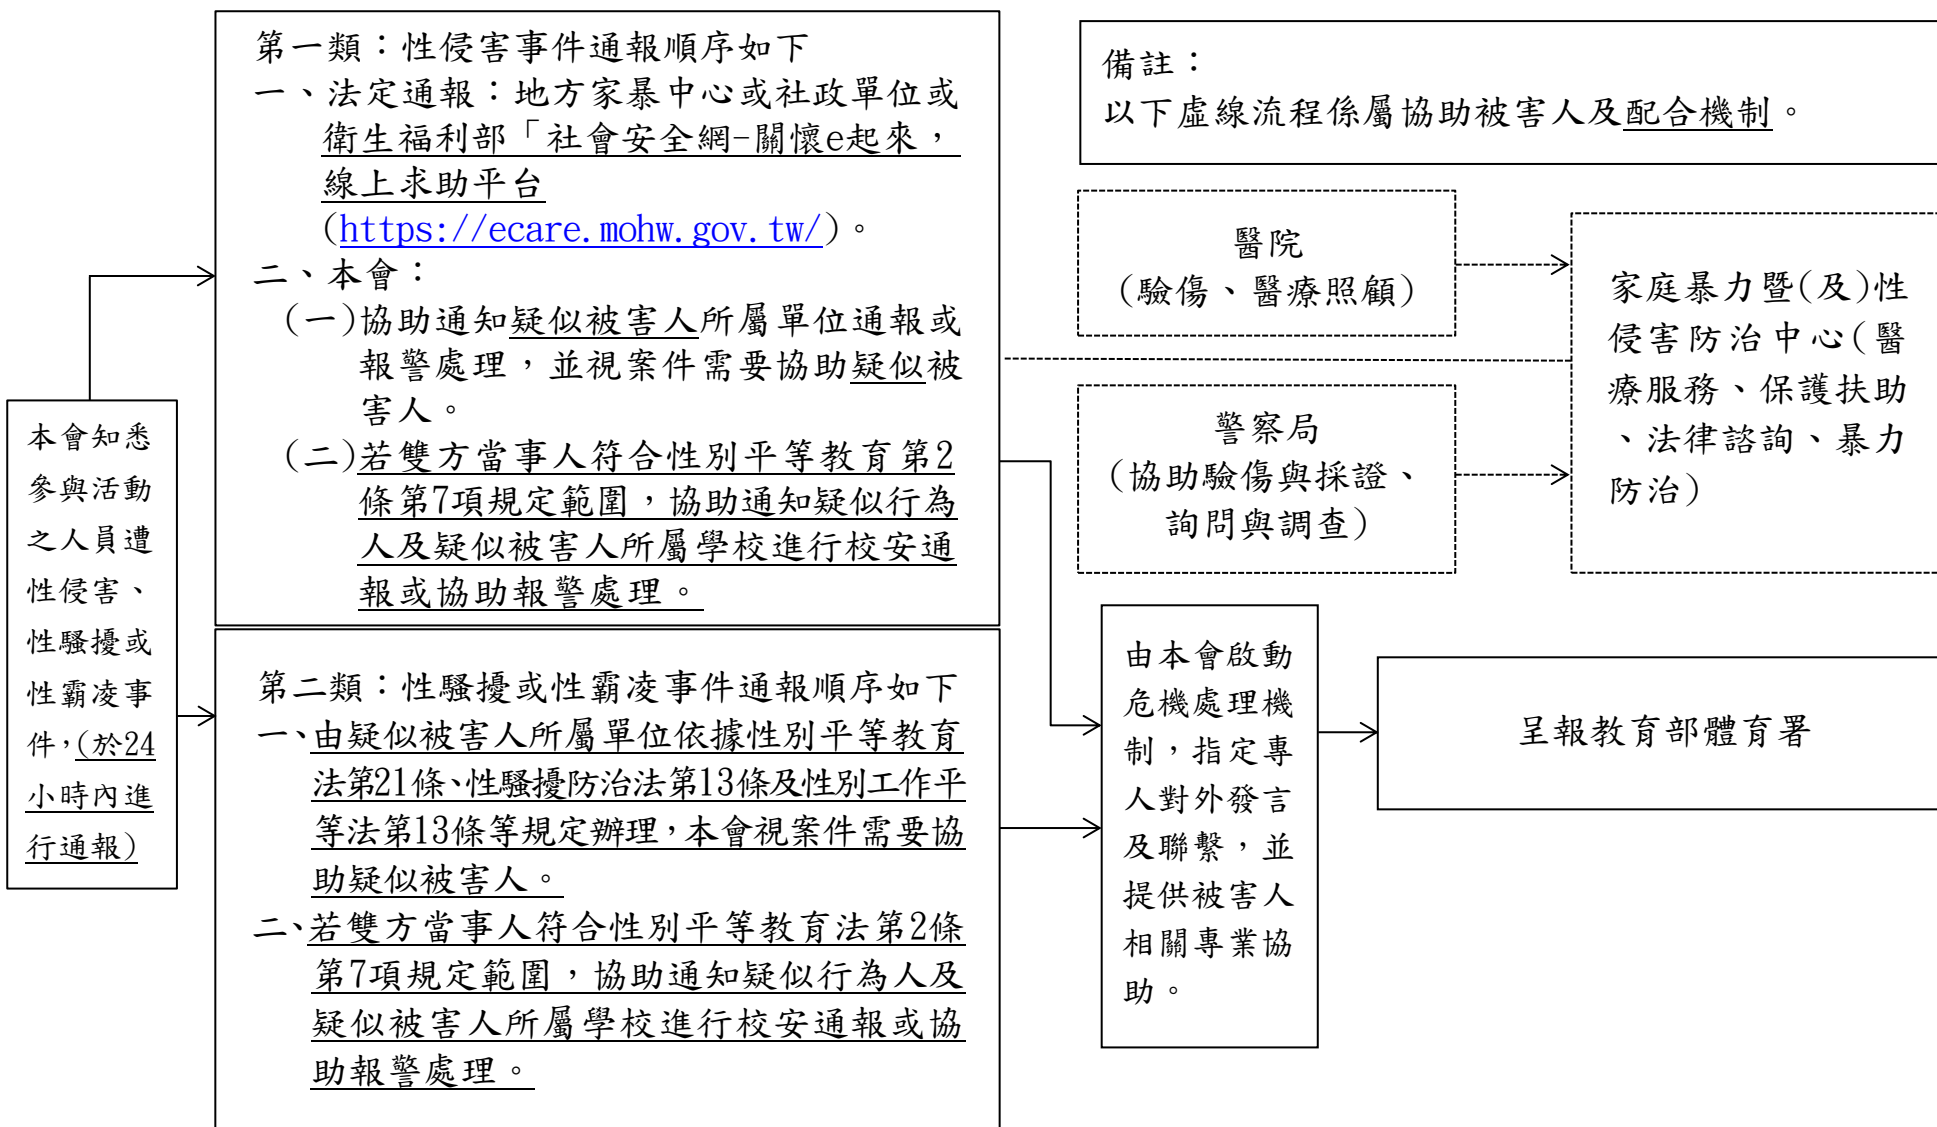 本會知悉
參與活動
之人員遭
性侵害、
性騷擾或
性霸凌事
件，(於24
小時內進
行通報)
第一類：性侵害事件通報順序如下
一、法定通報：地方家暴中心或社政單位或
衛生福利部「社會安全網-關懷e起來，
線上求助平台
(https://ecare.mohw.gov.tw/)。
二、本會：
(一)協助通知疑似被害人所屬單位通報或
報警處理，並視案件需要協助疑似被
害人。
(二)若雙方當事人符合性別平等教育第2
條第7項規定範圍，協助通知疑似行為
人及疑似被害人所屬學校進行校安通
報或協助報警處理。
第二類：性騷擾或性霸凌事件通報順序如下
一、由疑似被害人所屬單位依據性別平等教育
法第21條、性騷擾防治法第13條及性別工作平
等法第13條等規定辦理，本會視案件需要協
助疑似被害人。
二、若雙方當事人符合性別平等教育法第2條
第7項規定範圍，協助通知疑似行為人及
疑似被害人所屬學校進行校安通報或協
助報警處理。
備註：
以下虛線流程係屬協助被害人及配合機制。
醫院
(驗傷、醫療照顧)
警察局
(協助驗傷與採證、
詢問與調查)
家庭暴力暨(及)性
侵害防治中心(醫
療服務、保護扶助
、法律諮詢、暴力
防治)
由本會啟動
危機處理機
制，指定專
人對外發言
及聯繫，並
提供被害人
相關專業協
助。
呈報教育部體育署